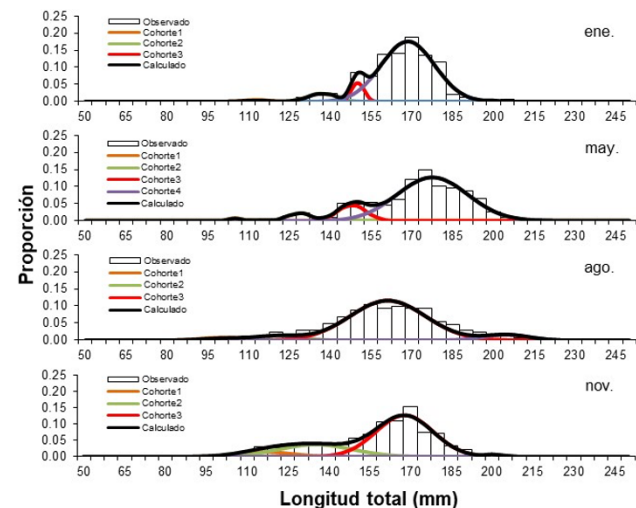 0.25
0.20
0.15
0.10
0.05
0.00
Observado
Cohorte1
Cohorte2
Cohorte3
Calculado
ene.
50 65 80 95 110 125 140 155 170 185 200 215 230 245
0.25
0.20
0.15
0.10
0.05
0.00
Observado
Cohorte1
Cohorte2
Cohorte3
Cohorte4
Calculado
may.
50 65 80 95 110 125 140 155 170 185 200 215 230 245
Proporción
0.25
0.20
0.15
0.10
0.05
0.00
Observado
Cohorte1
Cohorte2
Cohorte3
Calculado
ago.
50 65 80 95 110 125 140 155 170 185 200 215 230 245
0.25
0.20
0.15
0.10
0.05
0.00
Observado
Cohorte1
Cohorte2
Cohorte3
Calculado
nov.
50 65 80 95 110 125 140 155 170 185 200 215 230 245
Longitud total (mm)